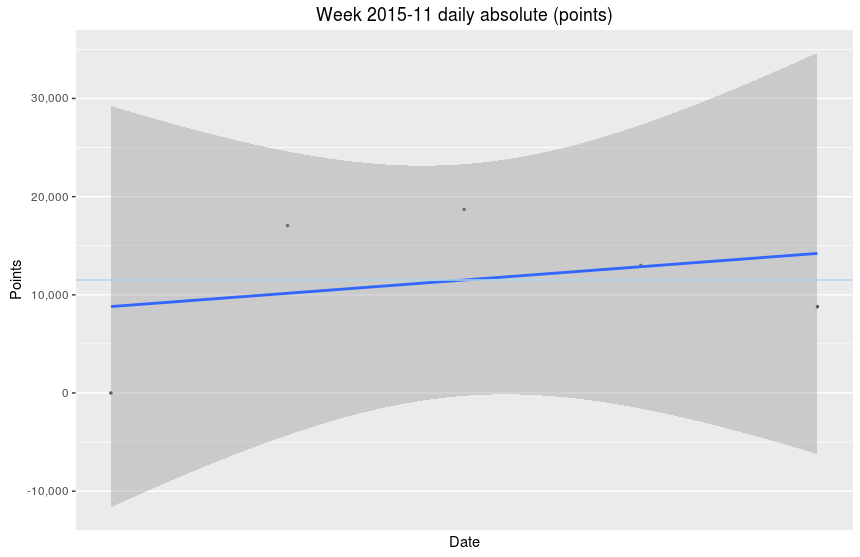 Week 2015-11 daily absolute (points)
Points
30,000
20,000
10,000
0
-10,000
Date